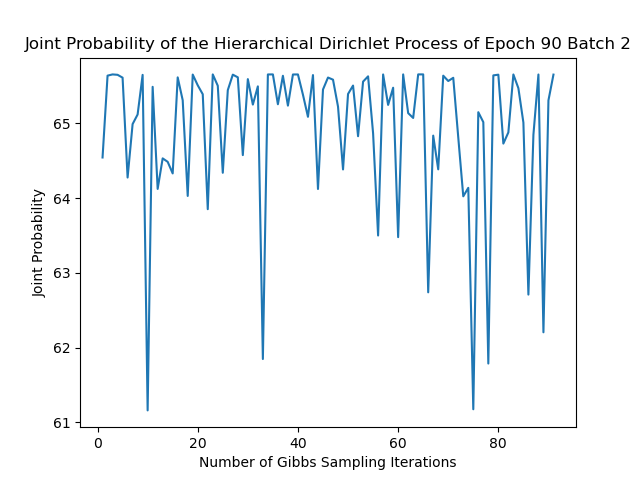 Joint Probability of the Hierarchical Dirichlet Process of Epoch 90 Batch 2
Joint Probability
65
64
63
62
61
0 20 40 60 80
Number of Gibbs Sampling Iterations